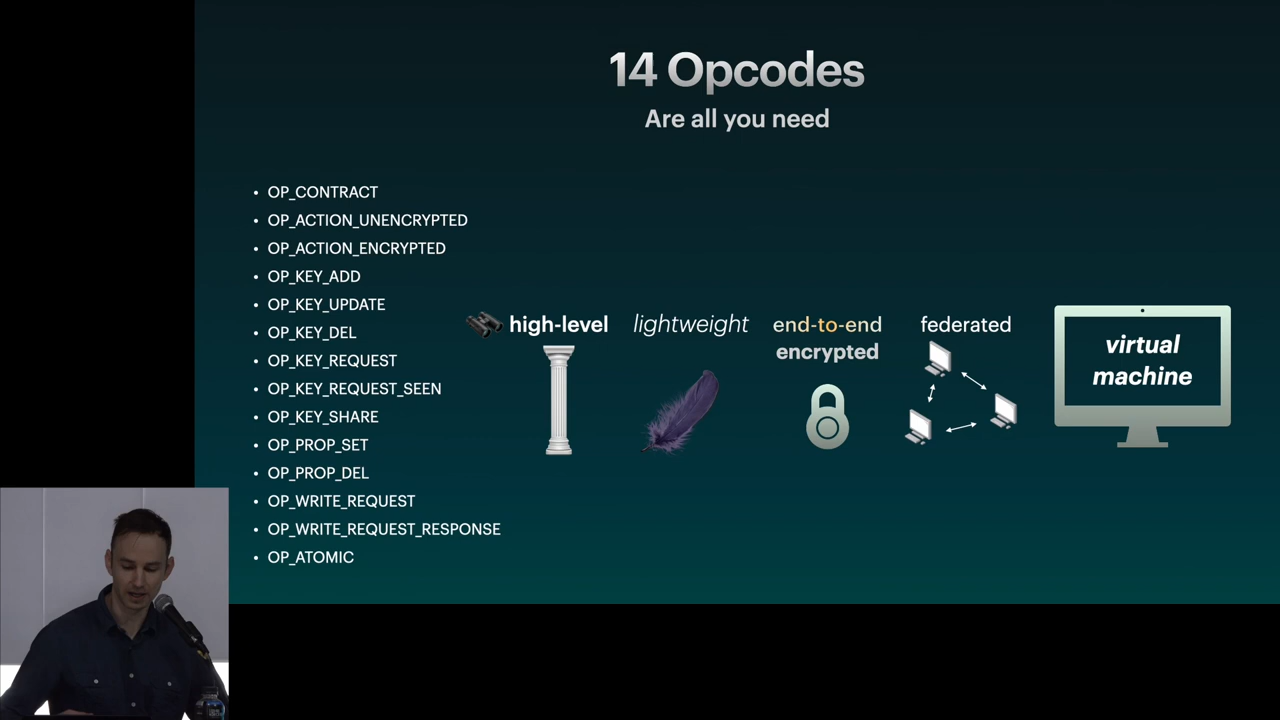 14 Opcodes
Are all you need
• OP_CONTRACT
• OP_ACTION_UNENCRYPTED
• OP_ACTION_ENCRYPTED
• OP_KEY_ADD
• OP_KEY_UPDATE
• OP_KEY_DEL
• OP_KEY_REQUEST
• OP_KEY_REQUEST_SEEN
• OP_KEY_SHARE
• OP_PROP_SET
• OP_PROP_DEL
• OP_WRITE_REQUEST
• OP_WRITE_REQUEST_RESPONSE
• OP_ATOMIC
high-level
lightweight
end-to-end
encrypted
federated
virtual
machine